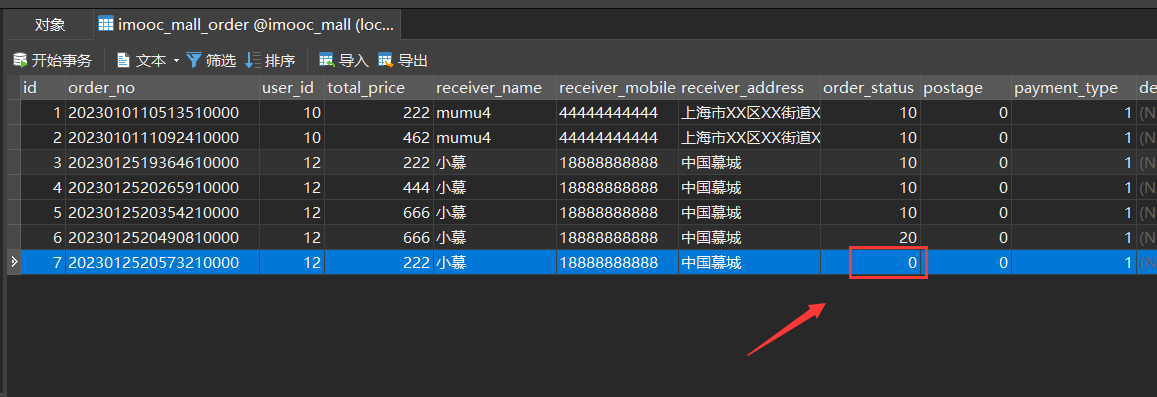 对象 imooc_mall_order @imooc_mall (loc...
开始事务 文本 筛选 排序 导入 导出
id order_no user_id total_price receiver_name receiver_mobile receiver_address order_status postage payment_type de
1 2023010110513510000 10 222 mumu4 44444444444 上海市XX区XX街道X 10 0 1 (N
2 2023010111092410000 10 462 mumu4 44444444444 上海市XX区XX街道X 10 0 1 (N
3 2023012519364610000 12 222 小慕 18888888888 中国慕城 10 0 1 (N
4 2023012520265910000 12 444 小慕 18888888888 中国慕城 10 0 1 (N
5 2023012520354210000 12 666 小慕 18888888888 中国慕城 10 0 1 (N
6 2023012520490810000 12 666 小慕 18888888888 中国慕城 20 0 1 (N
7 2023012520573210000 12 222 小慕 18888888888 中国慕城 0 0 1 (N